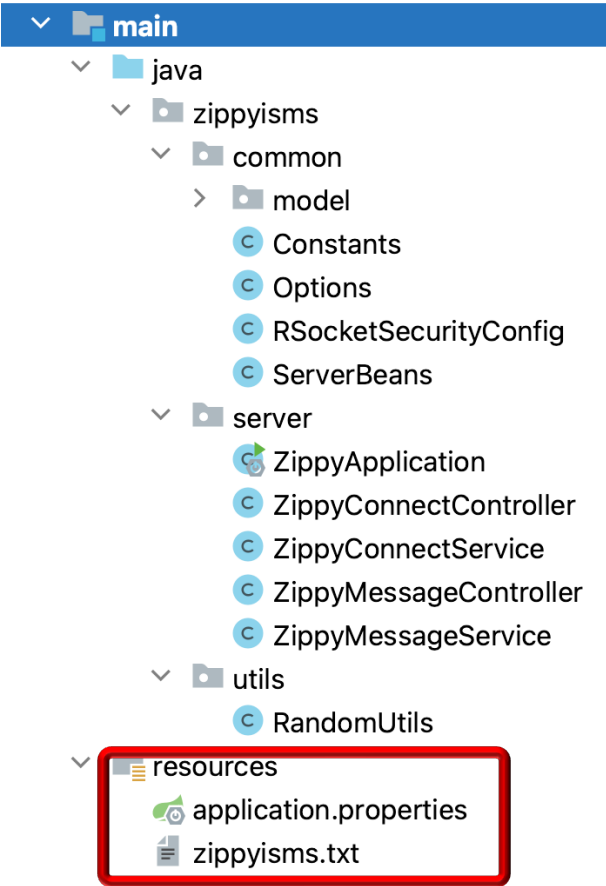 main
java
zippyisms
common
model
Constants
Options
RSocketSecurityConfig
ServerBeans
server
ZippyApplication
ZippyConnectController
ZippyConnectService
ZippyMessageController
ZippyMessageService
utils
RandomUtils
resources
application.properties
zippyisms.txt